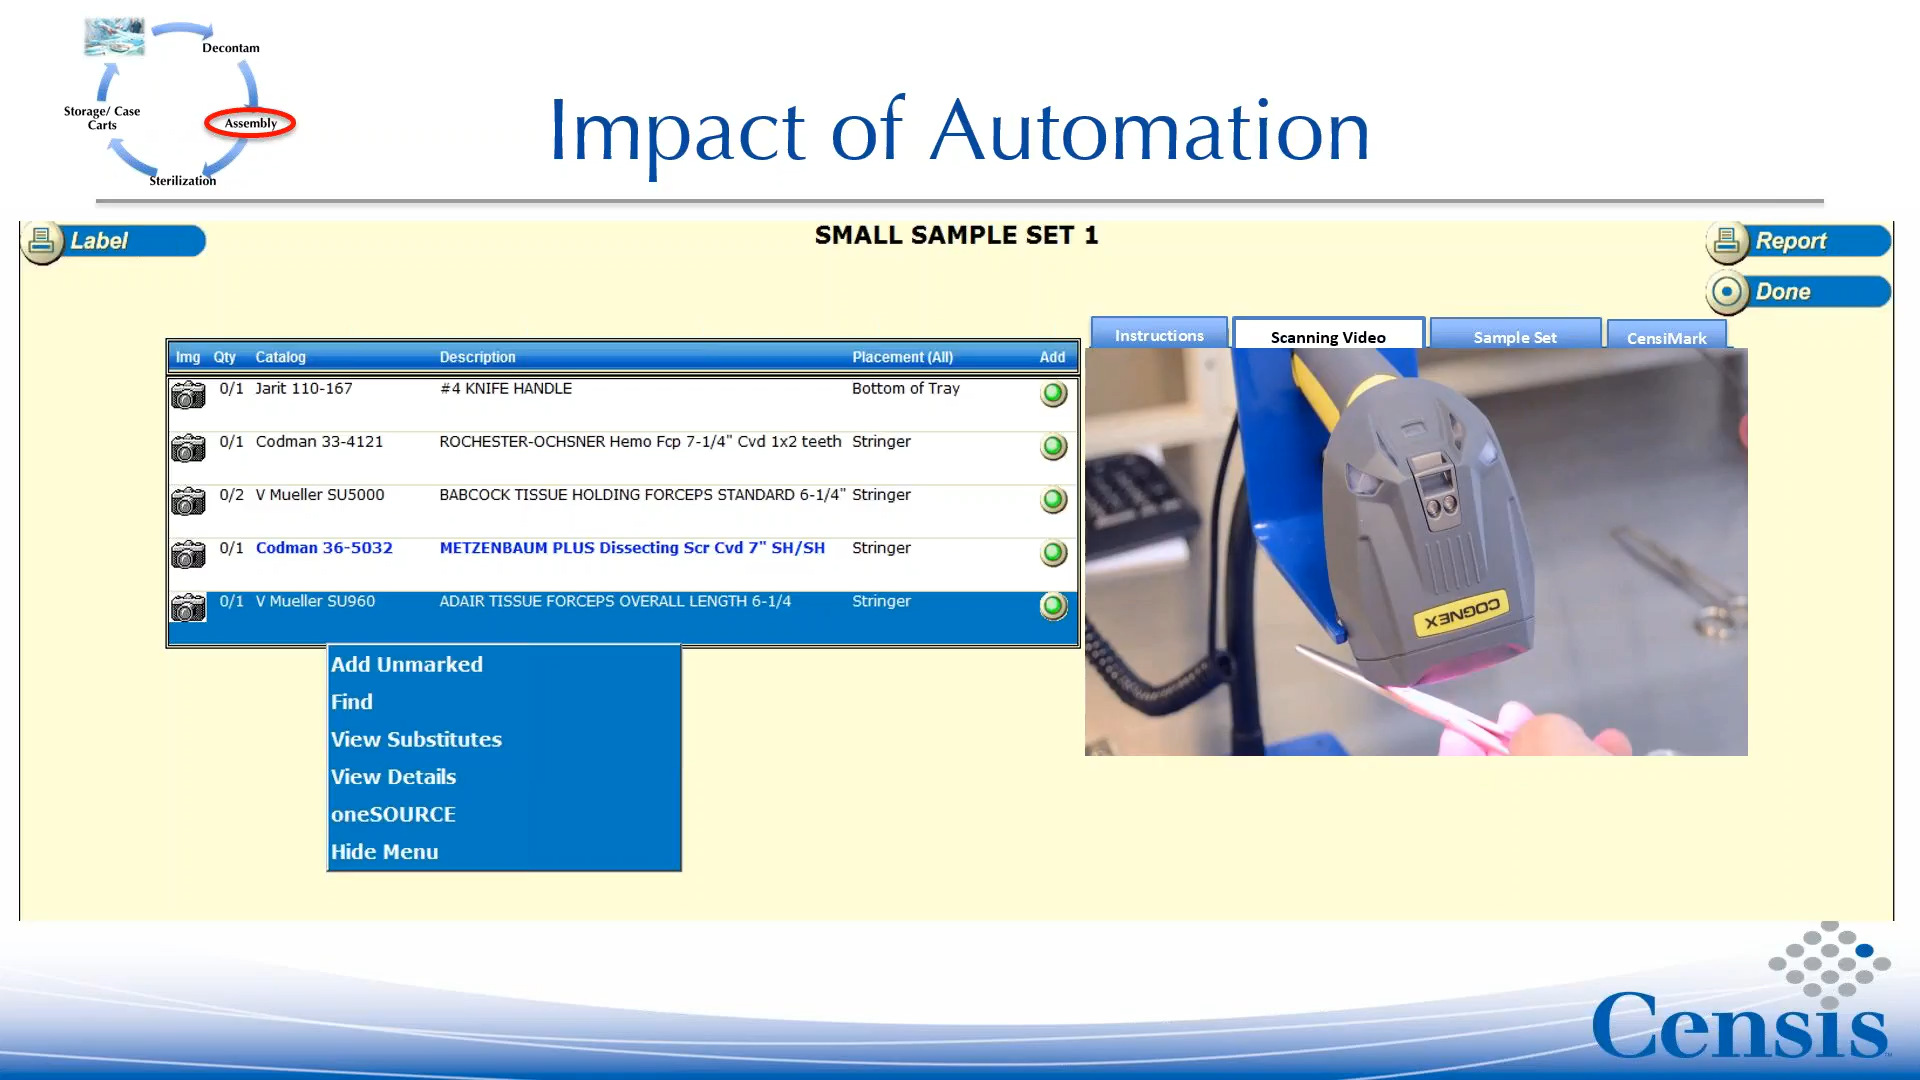 Decontam
Storage/ Case
Carts
Assembly
Sterilization
Impact of Automation
Label
SMALL SAMPLE SET 1
Report
Done
Instructions
Scanning Video
Sample Set
CensiMark
Img Qty Catalog Description Placement (All) Add
0/1 Jarit 110-167 #4 KNIFE HANDLE Bottom of Tray
0/1 Codman 33-4121 ROCHESTER-OCHSNER Hemo Fcp 7-1/4" Cvd 1x2 teeth Stringer
0/2 V Mueller SU5000 BABCOCK TISSUE HOLDING FORCEPS STANDARD 6-1/4" Stringer
0/1 Codman 36-5032 METZENBAUM PLUS Dissecting Scr Cvd 7" SH/SH Stringer
0/1 V Mueller SU960 ADAIR TISSUE FORCEPS OVERALL LENGTH 6-1/4 Stringer
COGNEX
Add Unmarked
Find
View Substitutes
View Details
oneSOURCE
Hide Menu
Censis